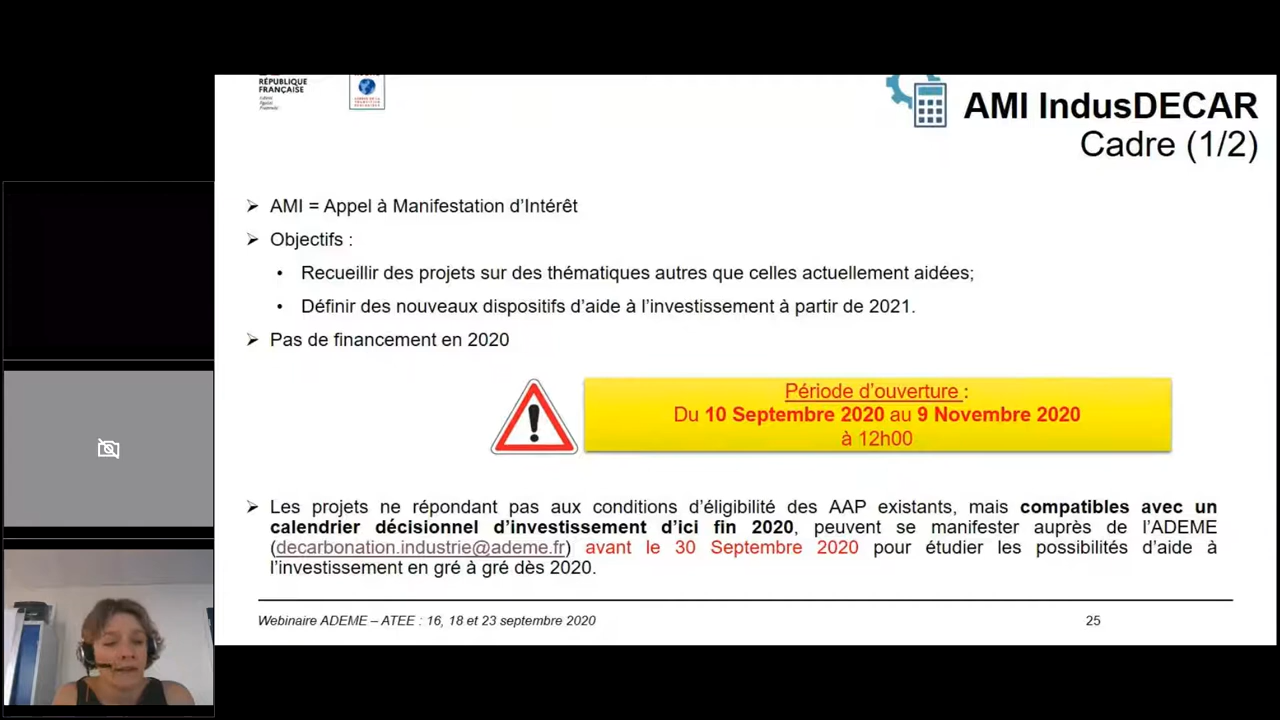 RÉPUBLIQUE
FRANÇAISE
Liberté
Égalité
Fraternité
AMI IndusDECAR
Cadre (1/2)
➢ AMI = Appel à Manifestation d’Intérêt
➢ Objectifs :
• Recueillir des projets sur des thématiques autres que celles actuellement aidées;
• Définir des nouveaux dispositifs d’aide à l’investissement à partir de 2021.
➢ Pas de financement en 2020
Période d’ouverture :
Du 10 Septembre 2020 au 9 Novembre 2020
à 12h00
➢ Les projets ne répondant pas aux conditions d’éligibilité des AAP existants, mais compatibles avec un
calendrier décisionnel d’investissement d’ici fin 2020, peuvent se manifester auprès de l’ADEME
(decarbonation.industrie@ademe.fr) avant le 30 Septembre 2020 pour étudier les possibilités d’aide à
l’investissement en gré à gré dès 2020.
Webinaire ADEME – ATEE : 16, 18 et 23 septembre 2020
25